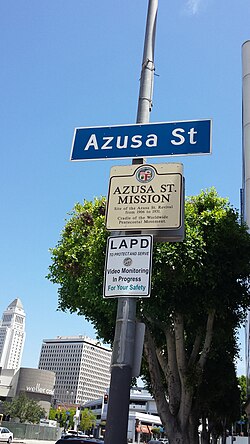 Azusa St
AZUSA ST.
MISSION
Site of the Azusa St. Revival
from 1906 to 1931.
Cradle of the Worldwide
Pentecostal Movement.
LAPD
TO PROTECT AND SERVE
Video Monitoring
In Progress
For Your Safety